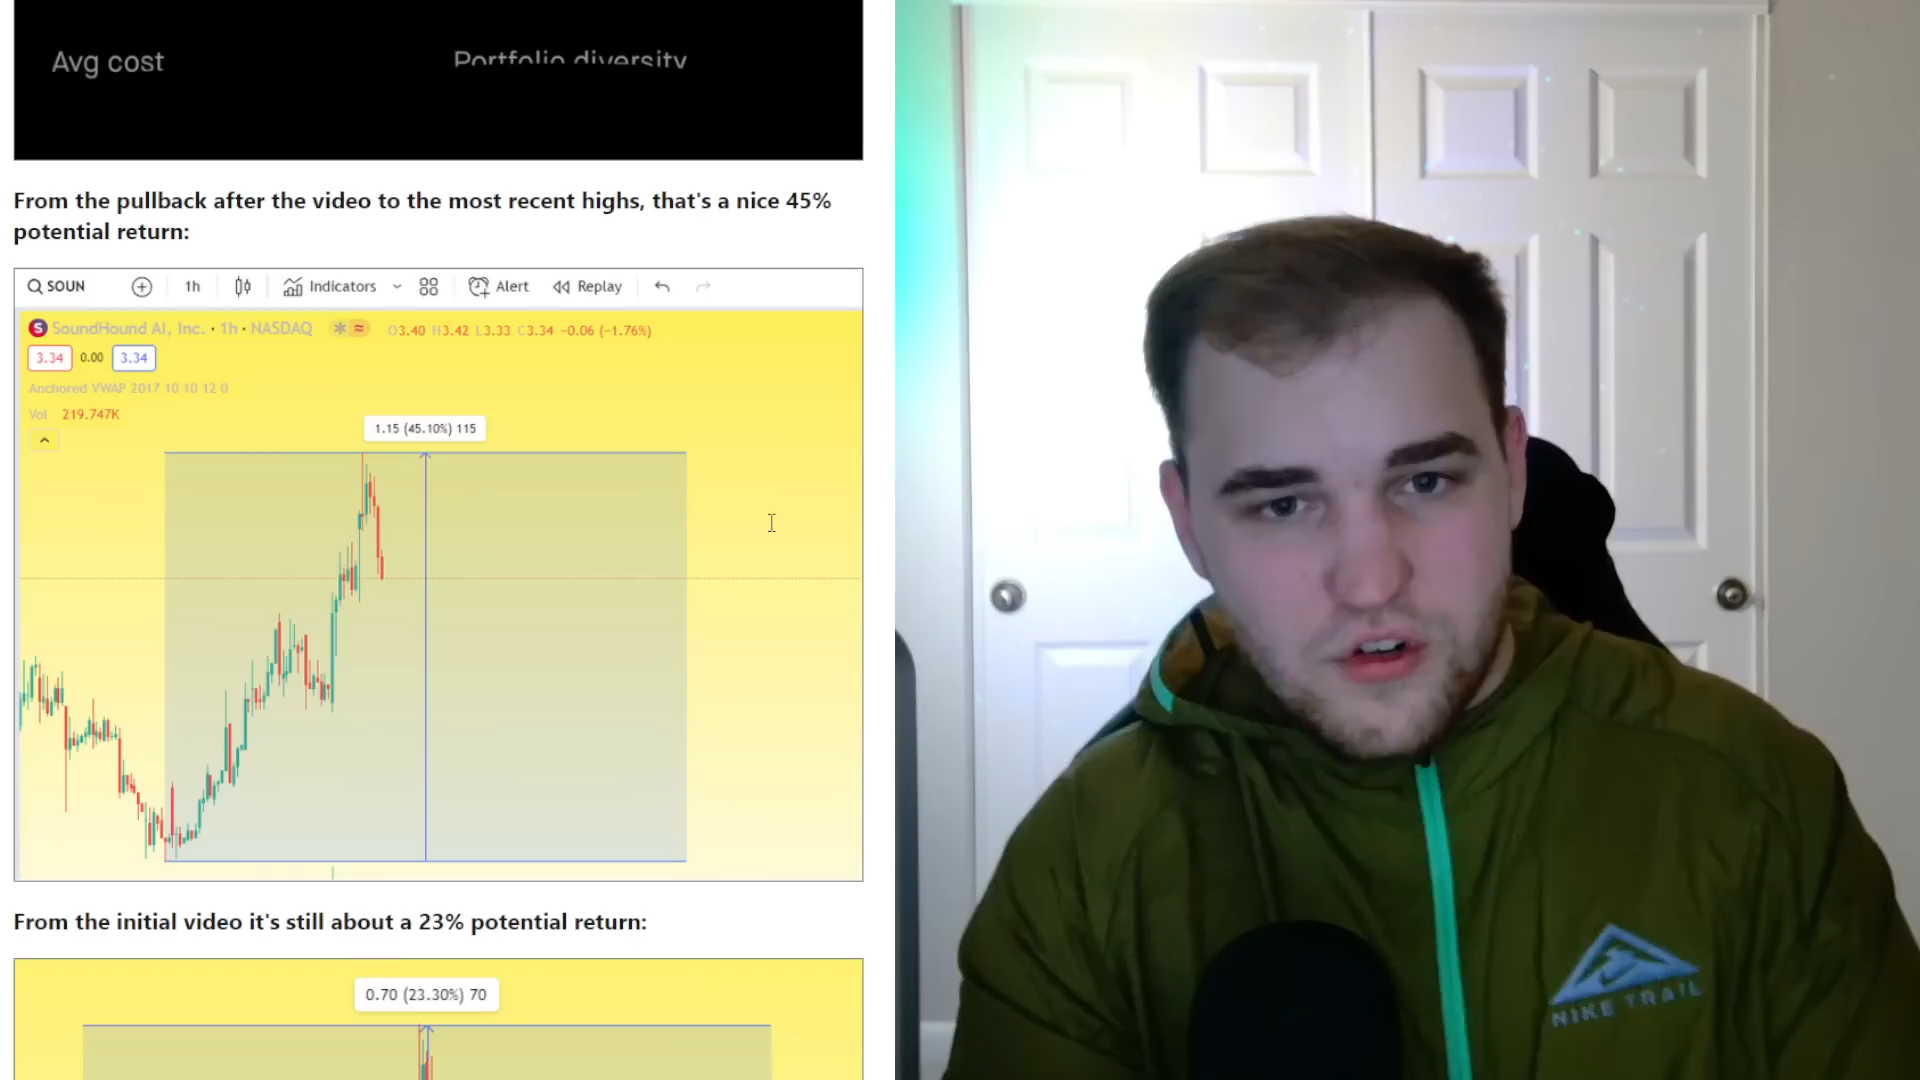 Avg cost
Portfolio diversity
From the pullback after the video to the most recent highs, that's a nice 45%
potential return:
SOUN 1h Indicators Alert Replay
S SoundHound AI, Inc. · 1h · NASDAQ O3.40 H3.42 L3.33 C3.34 -0.06 (-1.76%)
3.34 0.00 3.34
Anchored VWAP 2017 10 10 12 0
Vol 219.747K
1.15 (45.10%) 115
From the initial video it's still about a 23% potential return:
0.70 (23.30%) 70
NIKE TRAIL